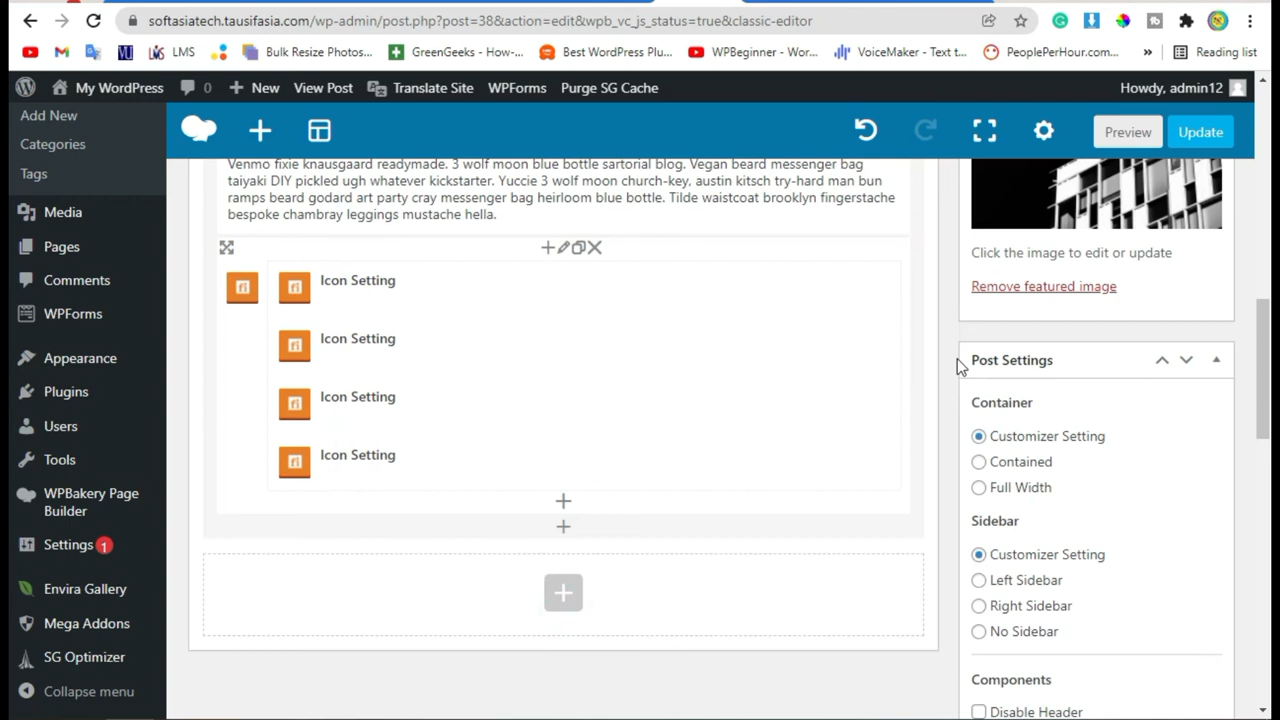 softasiatech.tausifasia.com/wp-admin/post.php?post=38&action=edit&wpb_vc_js_status=true&classic-editor
LMS
Bulk Resize Photos...
GreenGeeks - How-...
Best WordPress Plu...
WPBeginner - Wor...
VoiceMaker - Text t...
PeoplePerHour.com...
»
Reading list
My WordPress
0
New
View Post
Translate Site
WPForms
Purge SG Cache
Howdy, admin12
Add New
Categories
Tags
Media
Pages
Comments
WPForms
Appearance
Plugins
Users
Tools
WPBakery Page
Builder
Settings 1
Envira Gallery
Mega Addons
SG Optimizer
Collapse menu
Preview
Update
Venmo fixie knausgaard readymade. 3 wolf moon blue bottle sartorial blog. Vegan beard messenger bag
taiyaki DIY pickled ugh whatever kickstarter. Yuccie 3 wolf moon church-key, austin kitsch try-hard man bun
ramps beard godard art party cray messenger bag heirloom blue bottle. Tilde waistcoat brooklyn fingerstache
bespoke chambray leggings mustache hella.
Icon Setting
Icon Setting
Icon Setting
Icon Setting
Click the image to edit or update
Remove featured image
Post Settings
Container
Customizer Setting
Contained
Full Width
Sidebar
Customizer Setting
Left Sidebar
Right Sidebar
No Sidebar
Components
Disable Header